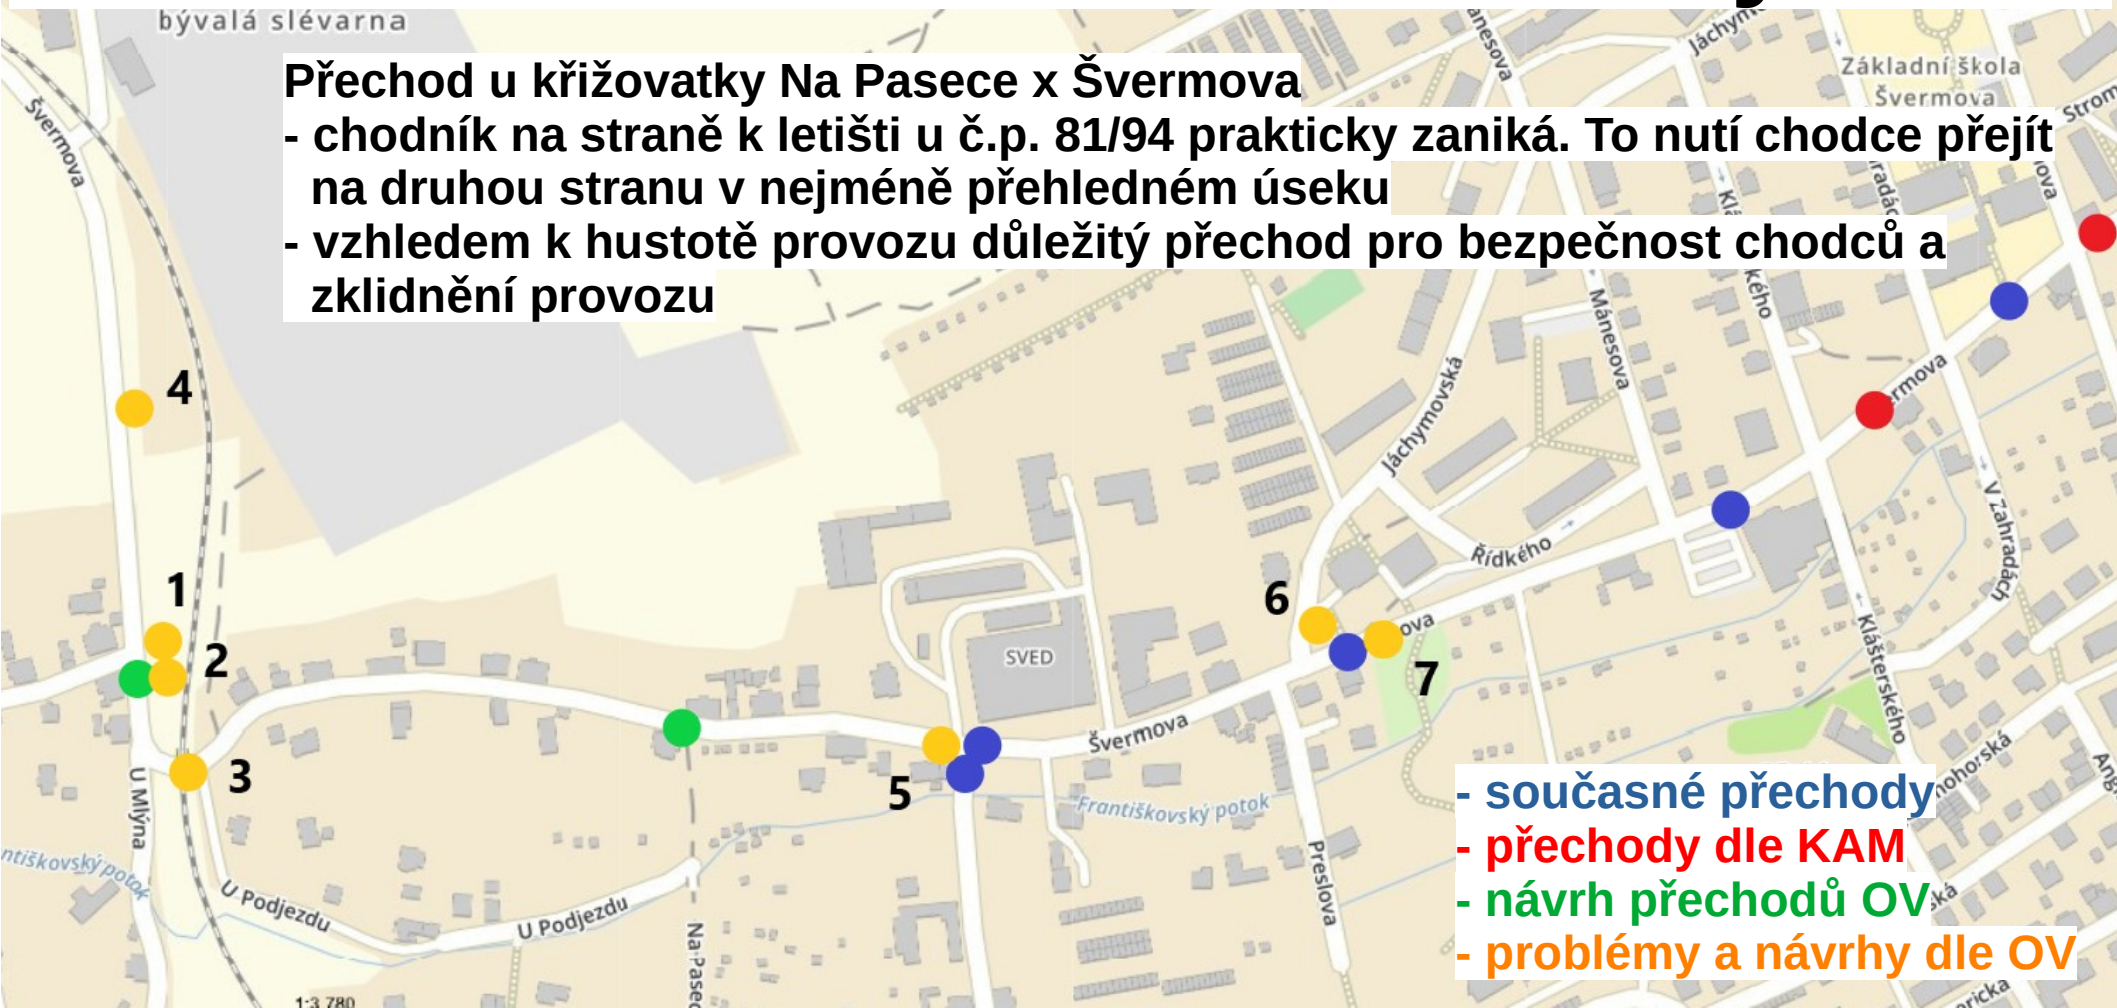 bývalá slévarna
Přechod u křižovatky Na Pasece x Švermova
- chodník na straně k letišti u č.p. 81/94 prakticky zaniká. To nutí chodce přejít
na druhou stranu v nejméně přehledném úseku
- vzhledem k hustotě provozu důležitý přechod pro bezpečnost chodců a
zklidnění provozu
Základní škola
Švermova
Švermova
Mánesova
Jáchymovská
Řídkého
V Zahradách
Klášterského
4
1
2
3
6
7
5
SVED
Švermova
U Mlýna
Františkovský potok
Preslova
U Podjezdu
U Podjezdu
1:3 780
- současné přechody
- přechody dle KAM
- návrh přechodů OV
- problémy a návrhy dle OV